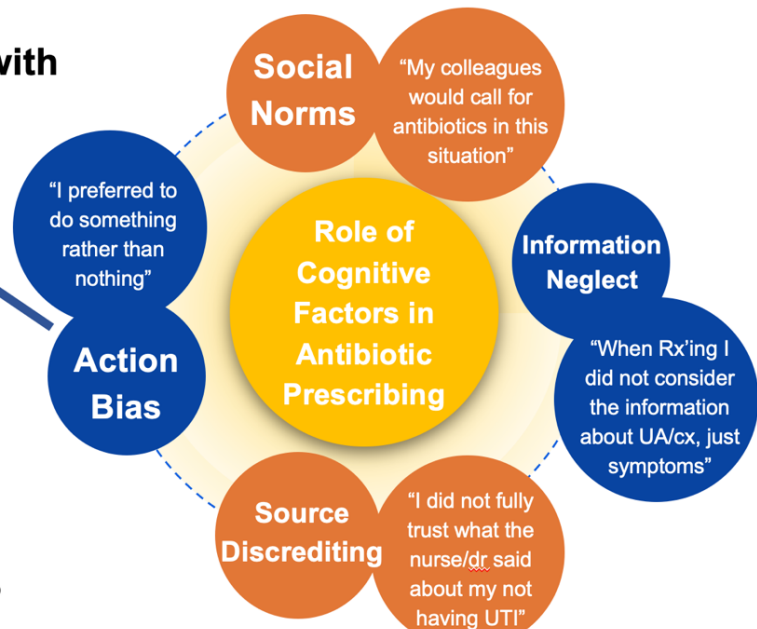 with
Social
Norms
“My colleagues
would call for
antibiotics in this
situation”
“I preferred to
do something
rather than
nothing”
Action
Bias
Role of
Cognitive
Factors in
Antibiotic
Prescribing
Information
Neglect
“When Rx’ing I
did not consider
the information
about UA/cx, just
symptoms”
Source
Discrediting
“I did not fully
trust what the
nurse/dr said
about my not
having UTI”